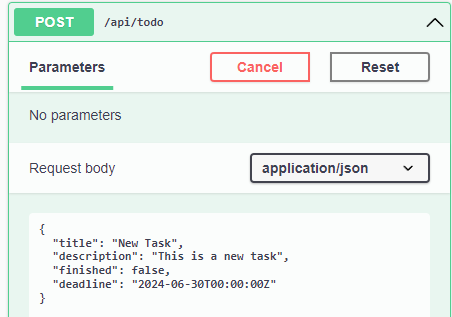 POST /api/todo
Parameters Cancel Reset
No parameters
Request body application/json
{
  "title": "New Task",
  "description": "This is a new task",
  "finished": false,
  "deadline": "2024-06-30T00:00:00Z"
}